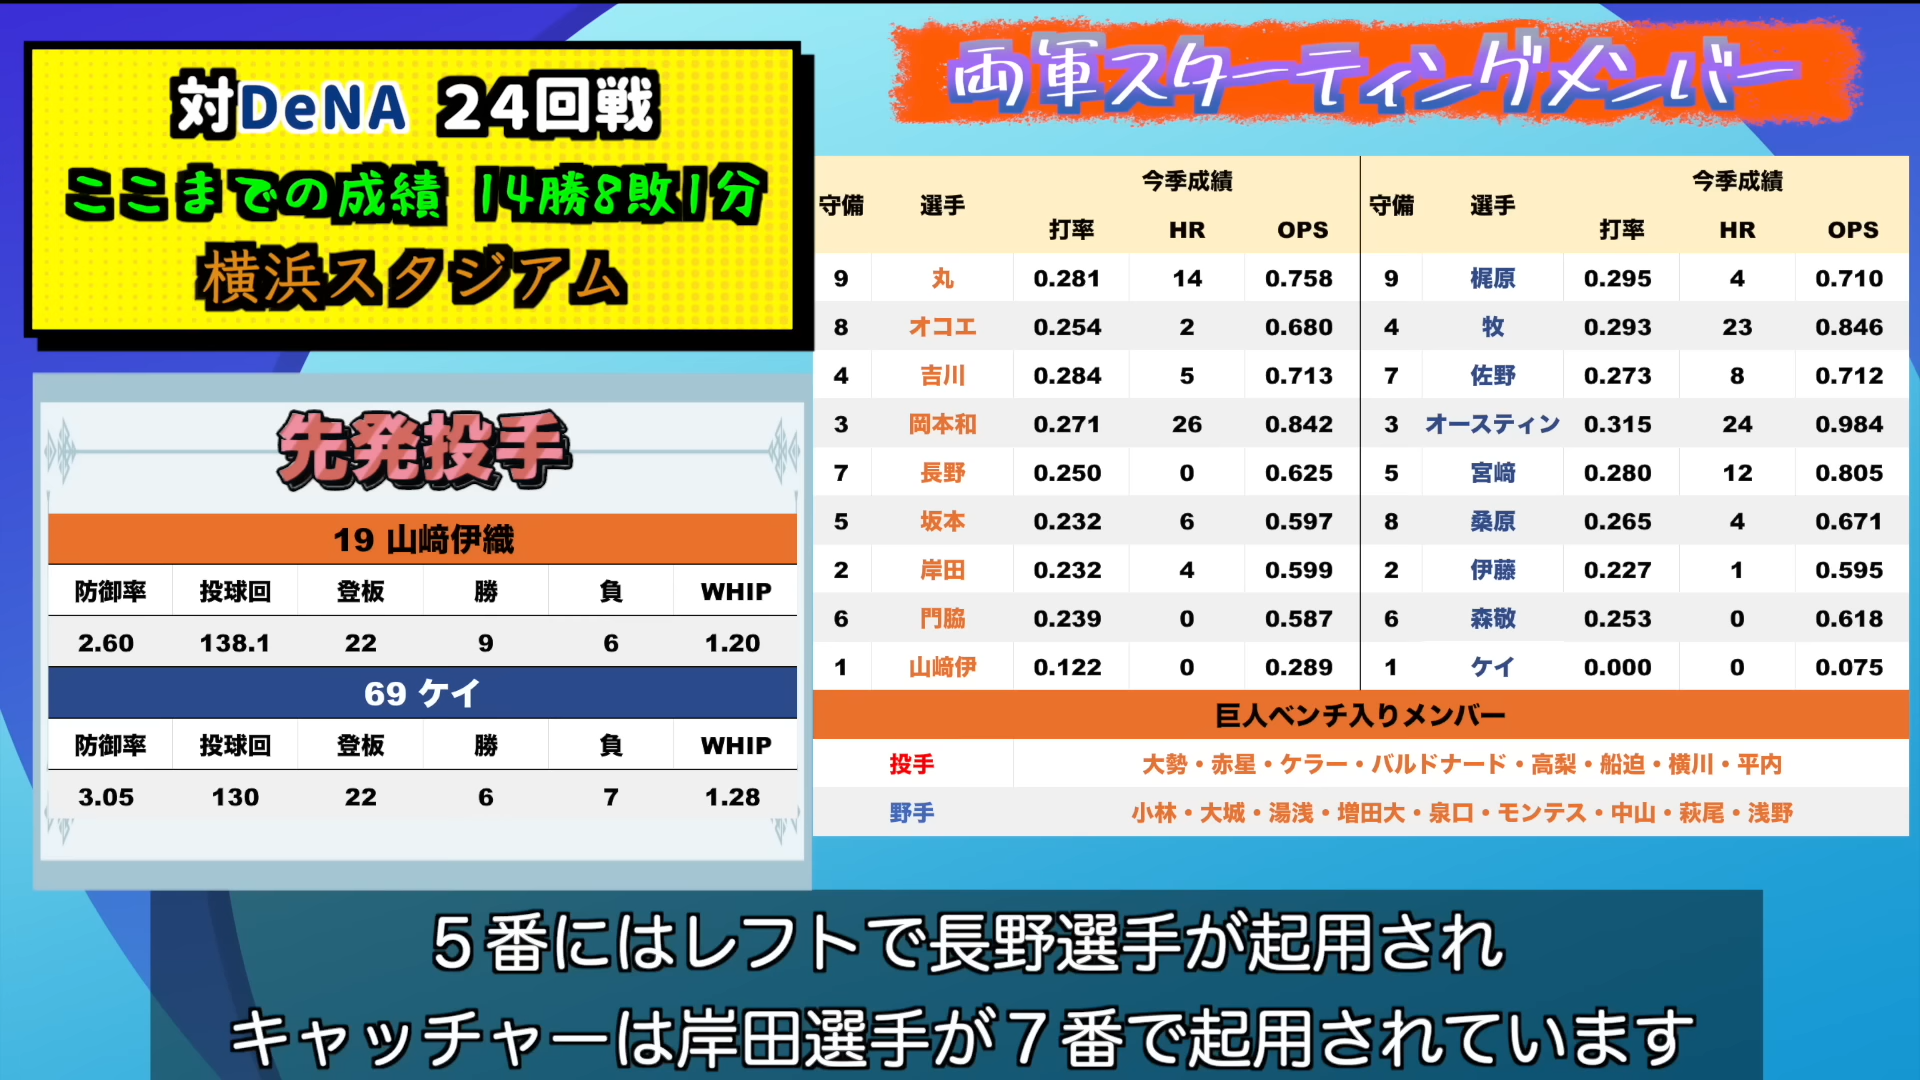 対DeNA 24回戦
ここまでの成績 14勝8敗1分
横浜スタジアム
両軍スターティングメンバー
先発投手
19 山﨑伊織
防御率 投球回 登板 勝 負 WHIP
2.60 138.1 22 9 6 1.20
69 ケイ
防御率 投球回 登板 勝 負 WHIP
3.05 130 22 6 7 1.28
守備 選手 今季成績 守備 選手 今季成績
打率 HR OPS 打率 HR OPS
9 丸 0.281 14 0.758 9 梶原 0.295 4 0.710
8 オコエ 0.254 2 0.680 4 牧 0.293 23 0.846
4 吉川 0.284 5 0.713 7 佐野 0.273 8 0.712
3 岡本和 0.271 26 0.842 3 オースティン 0.315 24 0.984
7 長野 0.250 0 0.625 5 宮﨑 0.280 12 0.805
5 坂本 0.232 6 0.597 8 桑原 0.265 4 0.671
2 岸田 0.232 4 0.599 2 伊藤 0.227 1 0.595
6 門脇 0.239 0 0.587 6 森敬 0.253 0 0.618
1 山﨑伊 0.122 0 0.289 1 ケイ 0.000 0 0.075
巨人ベンチ入りメンバー
投手 大勢・赤星・ケラー・バルドナード・高梨・船迫・横川・平内
野手 小林・大城・湯浅・増田大・泉口・モンテス・中山・萩尾・浅野
５番にはレフトで長野選手が起用され
キャッチャーは岸田選手が７番で起用されています